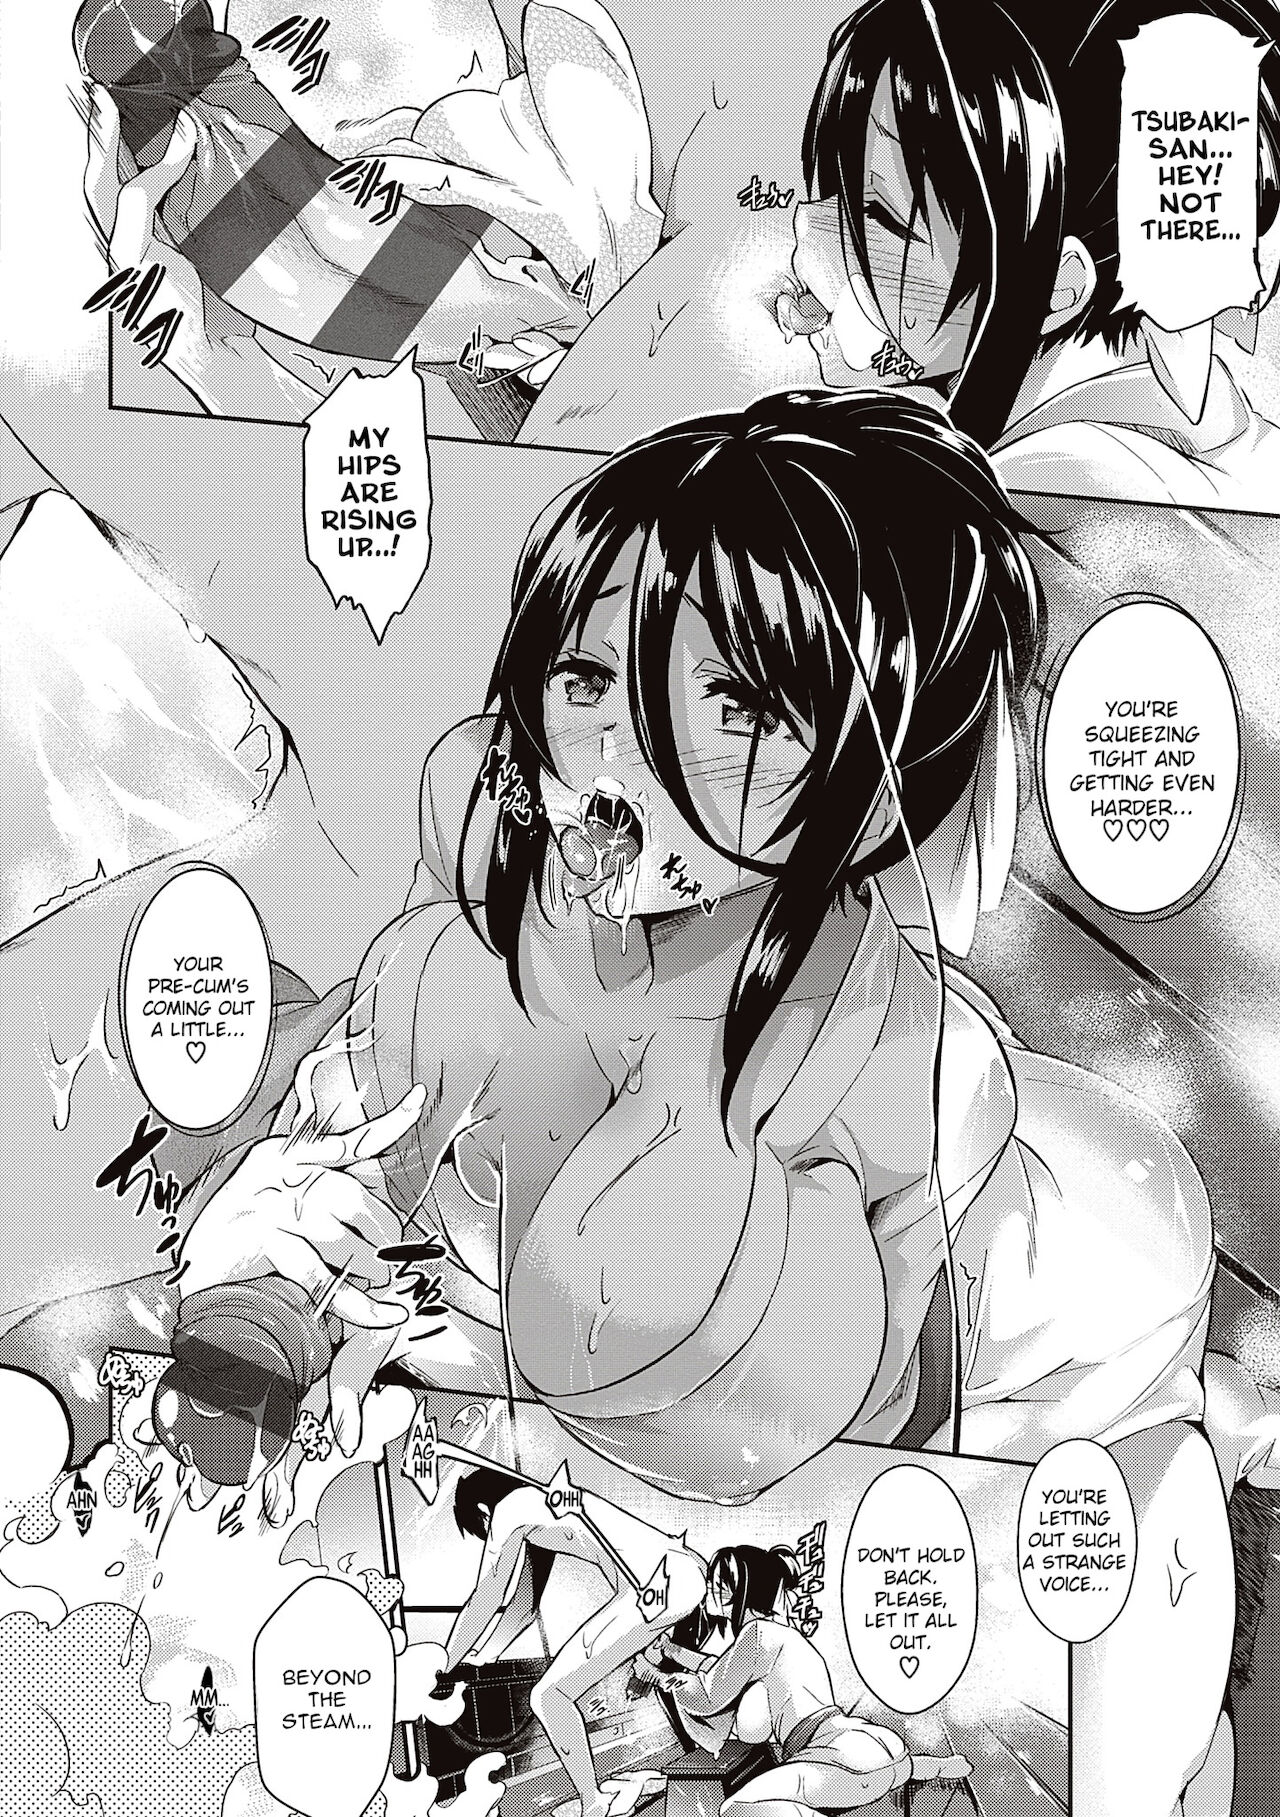 TSUBAKI-
SAN...
HEY!
NOT
THERE...
MY
HIPS
ARE
RISING
UP...!
YOU'RE
SQUEEZING
TIGHT AND
GETTING EVEN
HARDER...
♡♡♡
YOUR
PRE-CUM'S
COMING OUT
A LITTLE...
♡
YOU'RE
LETTING
OUT SUCH
A STRANGE
VOICE...
DON'T HOLD
BACK.
PLEASE,
LET IT ALL
OUT.
♡
AA
AGHH
OHH
OH
AHN
MM...
BEYOND
THE
STEAM...